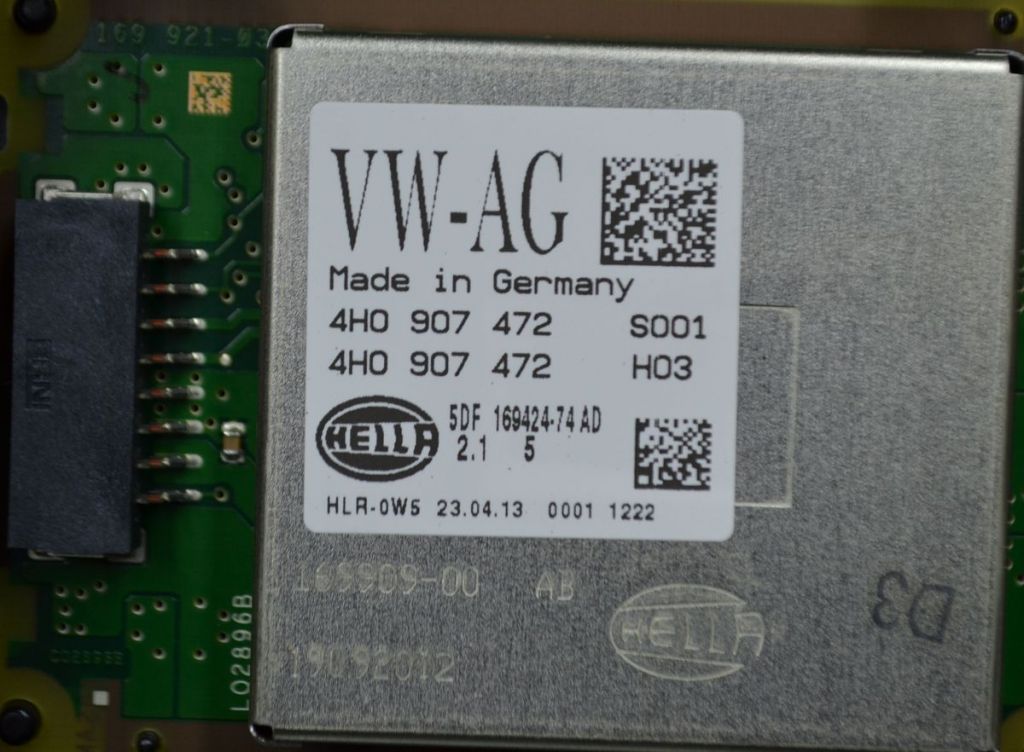 169 921-03
VW-AG
Made in Germany
4H0 907 472 S001
4H0 907 472 H03
HELLA
5DF 169424-74 AD
2.1 5
HLR-0W5 23.04.13 0001 1222
169909-00 AB
HELLA
19092012
D3
L02896B